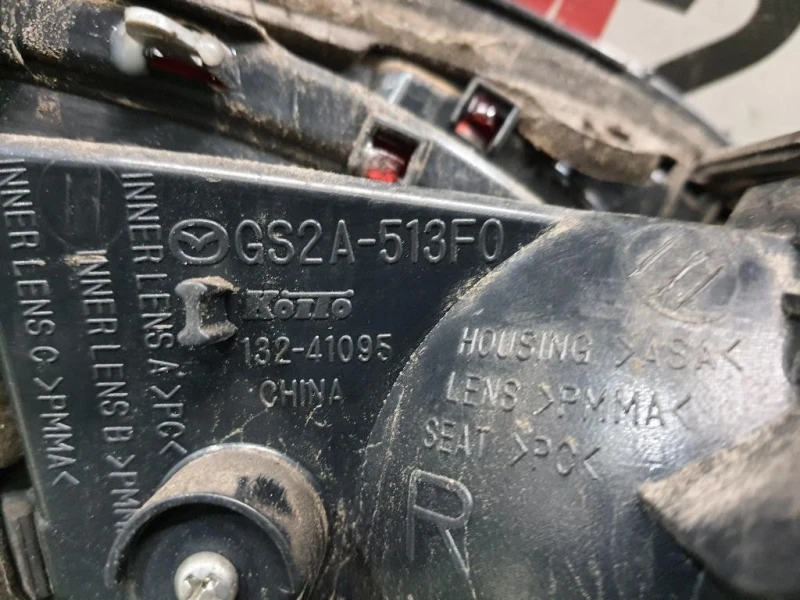 GS2A-513F0
Koito
132-41095
CHINA
HOUSING >ASA<
LENS >PMMA<
SEAT >PC<
R
INNER LENS A >PC<
INNER LENS B >PMMA
INNER LENS C >PMMA<